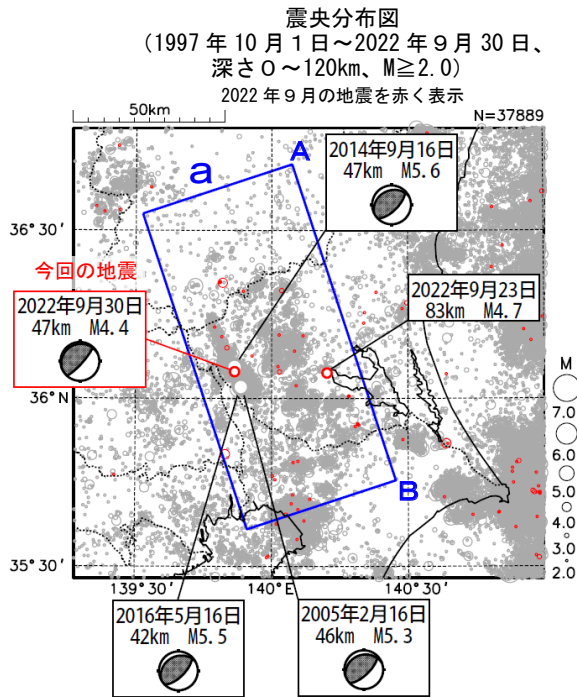 震央分布図
(1997年10月1日～2022年9月30日、
深さ0～120km、M≧2.0)
2022年9月の地震を赤く表示
50km
N=37889
A
a
2014年9月16日
47km M5.6
36°30′
今回の地震
2022年9月30日
47km M4.4
2022年9月23日
83km M4.7
36°N
M
7.0
6.0
5.0
4.0
3.0
2.0
B
35°30′
139°30′
140°E
140°30′
2016年5月16日
42km M5.5
2005年2月16日
46km M5.3